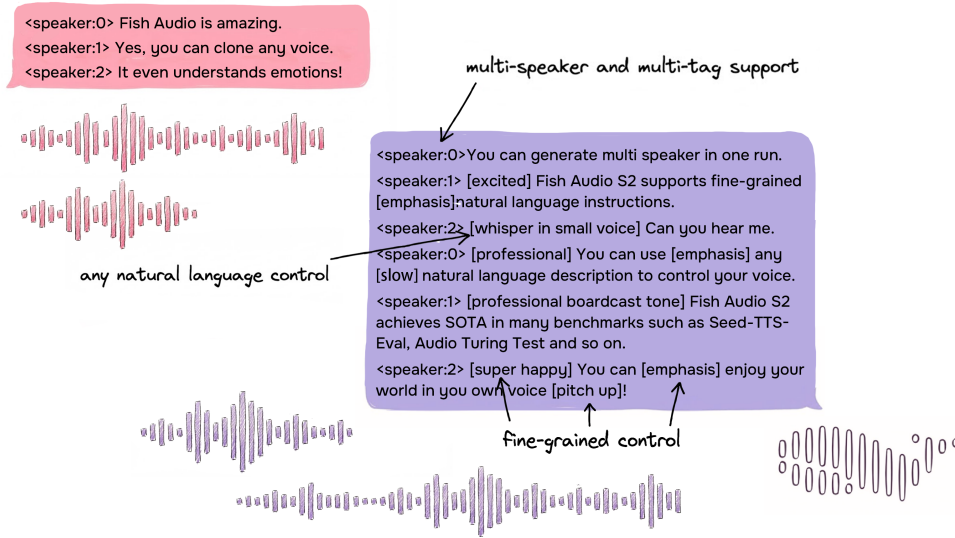 <speaker:0> Fish Audio is amazing.
<speaker:1> Yes, you can clone any voice.
<speaker:2> It even understands emotions!
multi-speaker and multi-tag support
<speaker:0>You can generate multi speaker in one run.
<speaker:1> [excited] Fish Audio S2 supports fine-grained
[emphasis]natural language instructions.
<speaker:2> [whisper in small voice] Can you hear me.
<speaker:0> [professional] You can use [emphasis] any
[slow] natural language description to control your voice.
<speaker:1> [professional boardcast tone] Fish Audio S2
achieves SOTA in many benchmarks such as Seed-TTS-
Eval, Audio Turing Test and so on.
<speaker:2> [super happy] You can [emphasis] enjoy your
world in you own voice [pitch up]!
any natural language control
fine-grained control